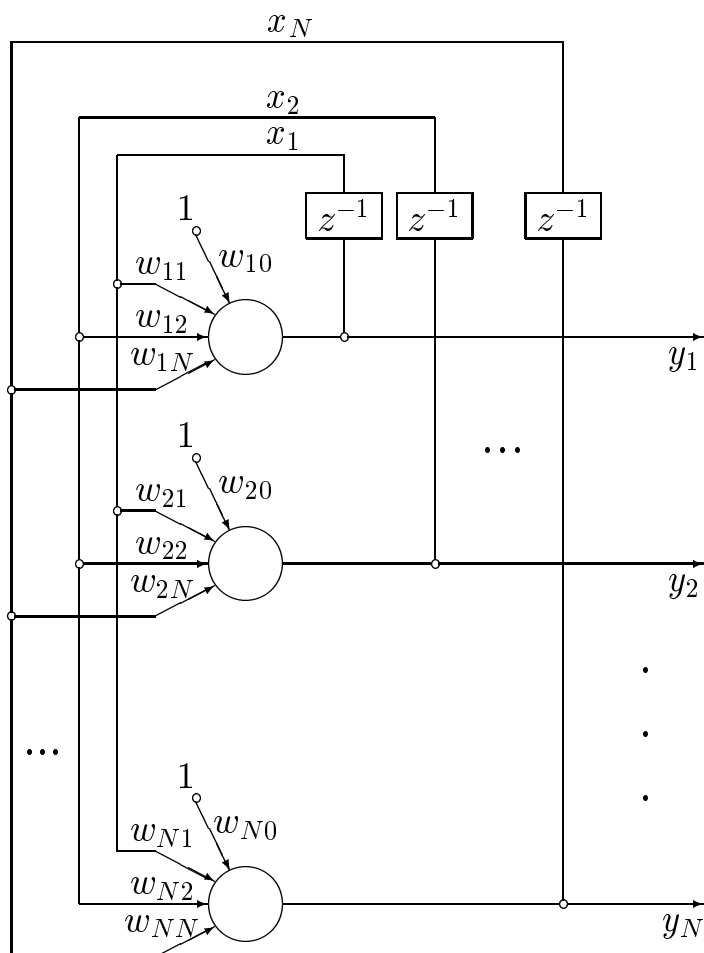 x_N
x_2
x_1
z^{-1} z^{-1} z^{-1}
1
w_{10}
w_{11}
w_{12}
w_{1N}
y_1
...
1
w_{20}
w_{21}
w_{22}
w_{2N}
y_2
...
1
w_{N0}
w_{N1}
w_{N2}
w_{NN}
y_N